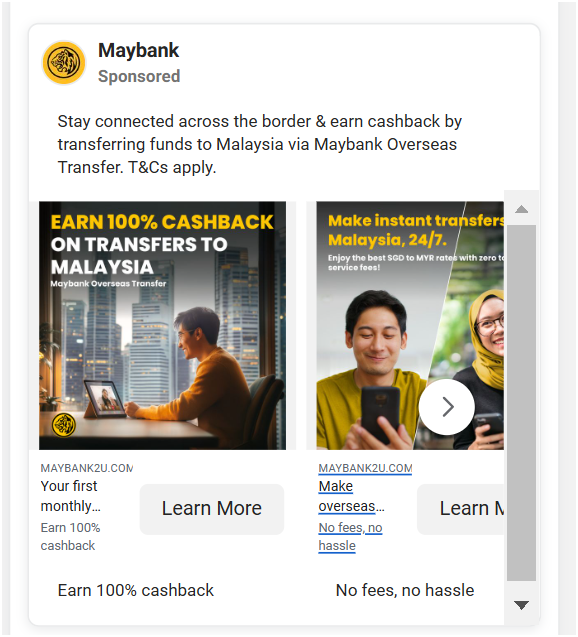 Maybank
Sponsored
Stay connected across the border & earn cashback by
transferring funds to Malaysia via Maybank Overseas
Transfer. T&Cs apply.
EARN 100% CASHBACK
ON TRANSFERS TO
MALAYSIA
Maybank Overseas Transfer
Make instant transfers
Malaysia, 24/7.
Enjoy the best SGD to MYR rates with zero
service fees!
MAYBANK2U.COM
Your first
monthly...
Earn 100%
cashback
Learn More
MAYBANK2U.COM
Make
overseas...
No fees, no
hassle
Learn
Earn 100% cashback
No fees, no hassle